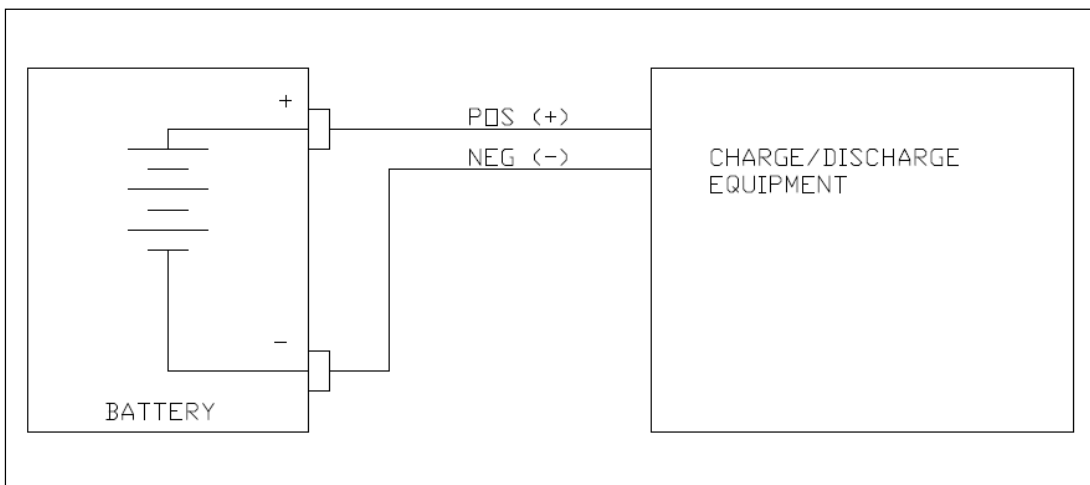 +
POS (+)
NEG (-)
CHARGE/DISCHARGE
EQUIPMENT
-
BATTERY